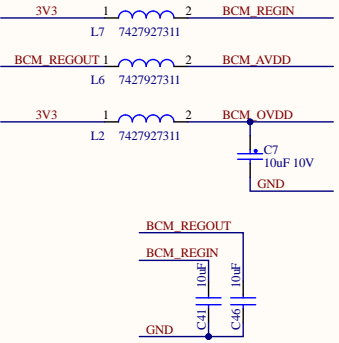 3V3 1 2 BCM_REGIN
L7 7427927311
BCM_REGOUT 1 2 BCM_AVDD
L6 7427927311
3V3 1 2 BCM_OVDD
L2 7427927311
C7
10uF 10V
GND
BCM_REGOUT
BCM_REGIN
10uF 10uF
C41 C46
GND